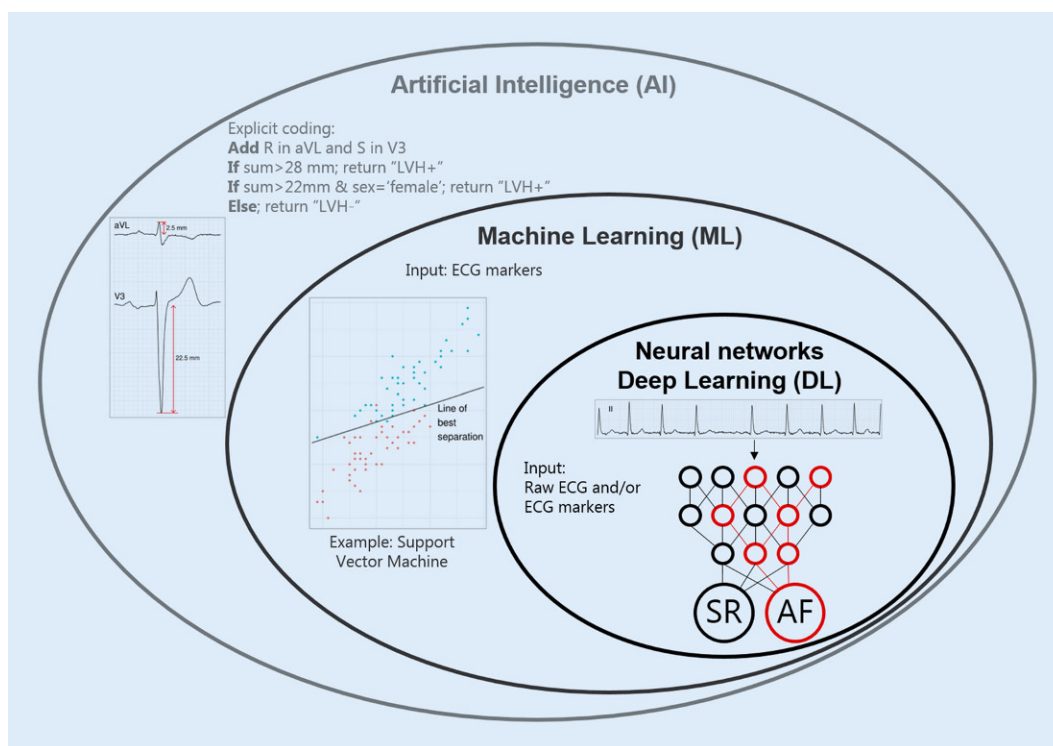 Artificial Intelligence (AI)
Explicit coding:
Add R in aVL and S in V3
If sum>28 mm; return “LVH+”
If sum>22mm & sex=‘female’; return “LVH+”
Else; return “LVH-”
aVL
2.5 mm
V3
22.5 mm
Machine Learning (ML)
Input: ECG markers
Line of
best
separation
Example: Support
Vector Machine
Neural networks
Deep Learning (DL)
II
Input:
Raw ECG and/or
ECG markers
SR
AF